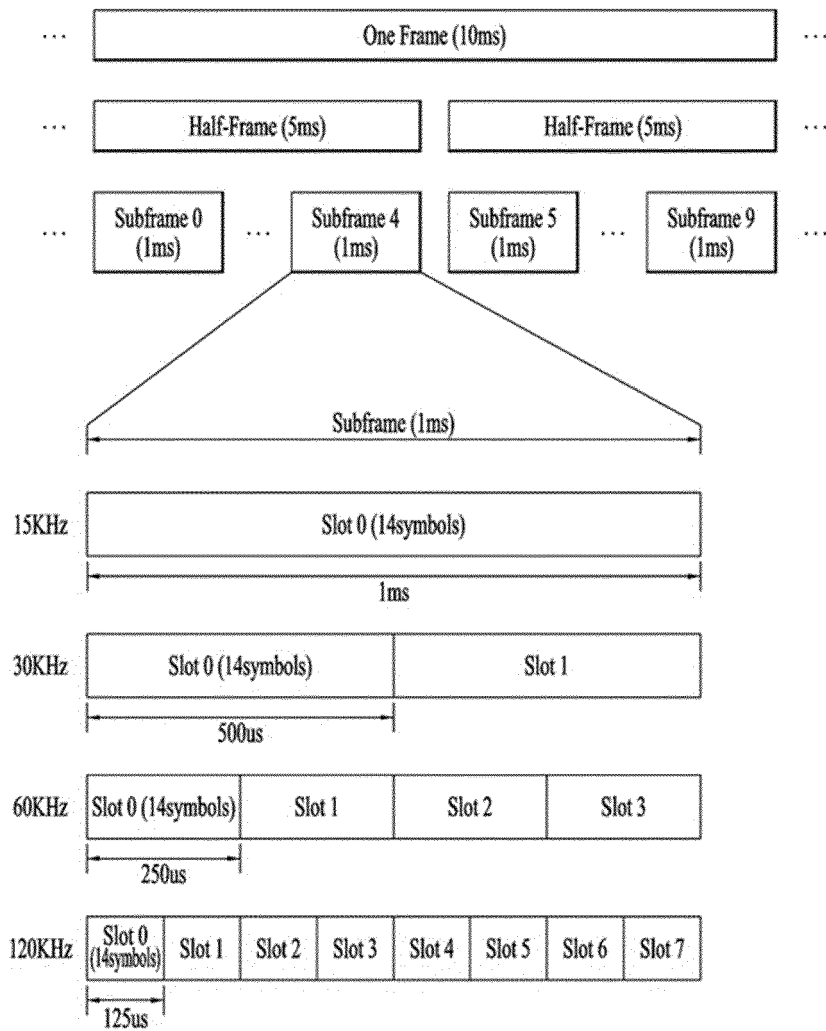 ... One Frame (10ms) ...
... Half-Frame (5ms) Half-Frame (5ms) ...
... Subframe 0 ... Subframe 4 Subframe 5 ... Subframe 9 ...
(1ms) (1ms) (1ms) (1ms)
Subframe (1ms)
15KHz Slot 0 (14symbols)
1ms
30KHz Slot 0 (14symbols) Slot 1
500us
60KHz Slot 0 (14symbols) Slot 1 Slot 2 Slot 3
250us
120KHz Slot 0 (14symbols) Slot 1 Slot 2 Slot 3 Slot 4 Slot 5 Slot 6 Slot 7
125us